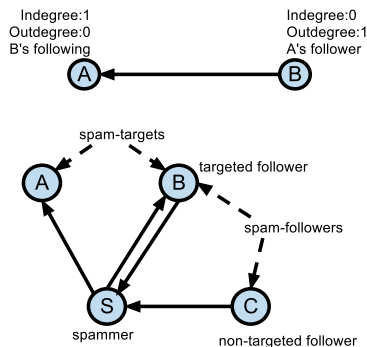 Indegree:1
Outdegree:0
B's following
A
Indegree:0
Outdegree:1
A's follower
B
spam-targets
A
B
targeted follower
spam-followers
S
C
spammer
non-targeted follower